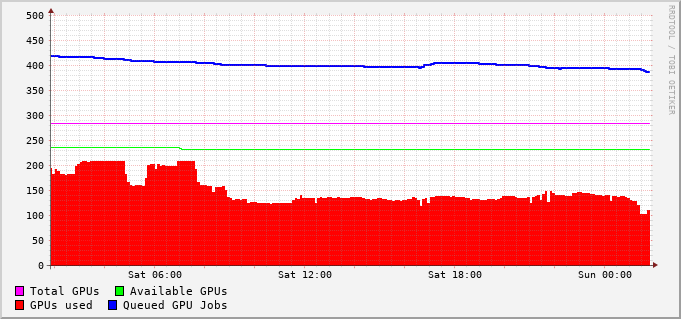 500
450
400
350
300
250
200
150
100
50
0
Sat 06:00 Sat 12:00 Sat 18:00 Sun 00:00
Total GPUs Available GPUs
GPUs used Queued GPU Jobs
RRDTOOL / TOBI OETIKER